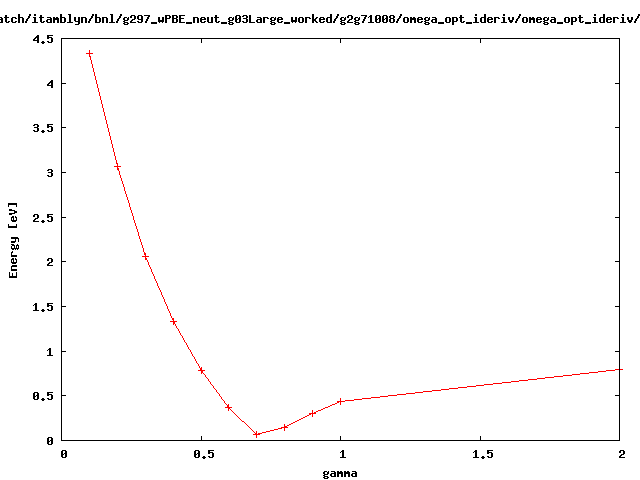 atch/itamblyn/bnl/g297_wPBE_neut_g03Large_worked/g2g71008/omega_opt_ideriv/omega_opt_ideriv/
4.5
4
3.5
3
2.5
2
1.5
1
0.5
0
Energy [eV]
0 0.5 1 1.5 2
gamma